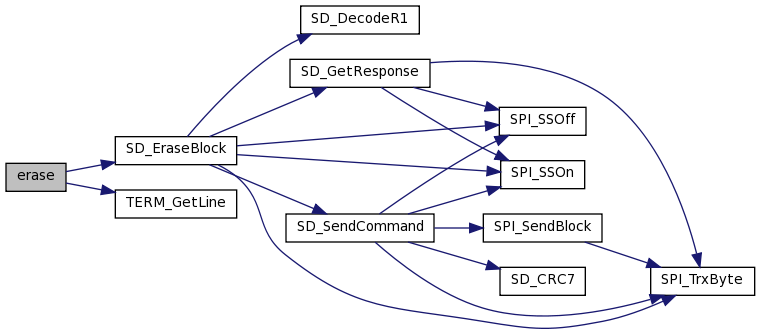 SD_DecodeR1
SD_GetResponse
SPI_SSOff
SD_EraseBlock
SPI_SSOn
erase
TERM_GetLine
SD_SendCommand
SPI_SendBlock
SD_CRC7
SPI_TrxByte